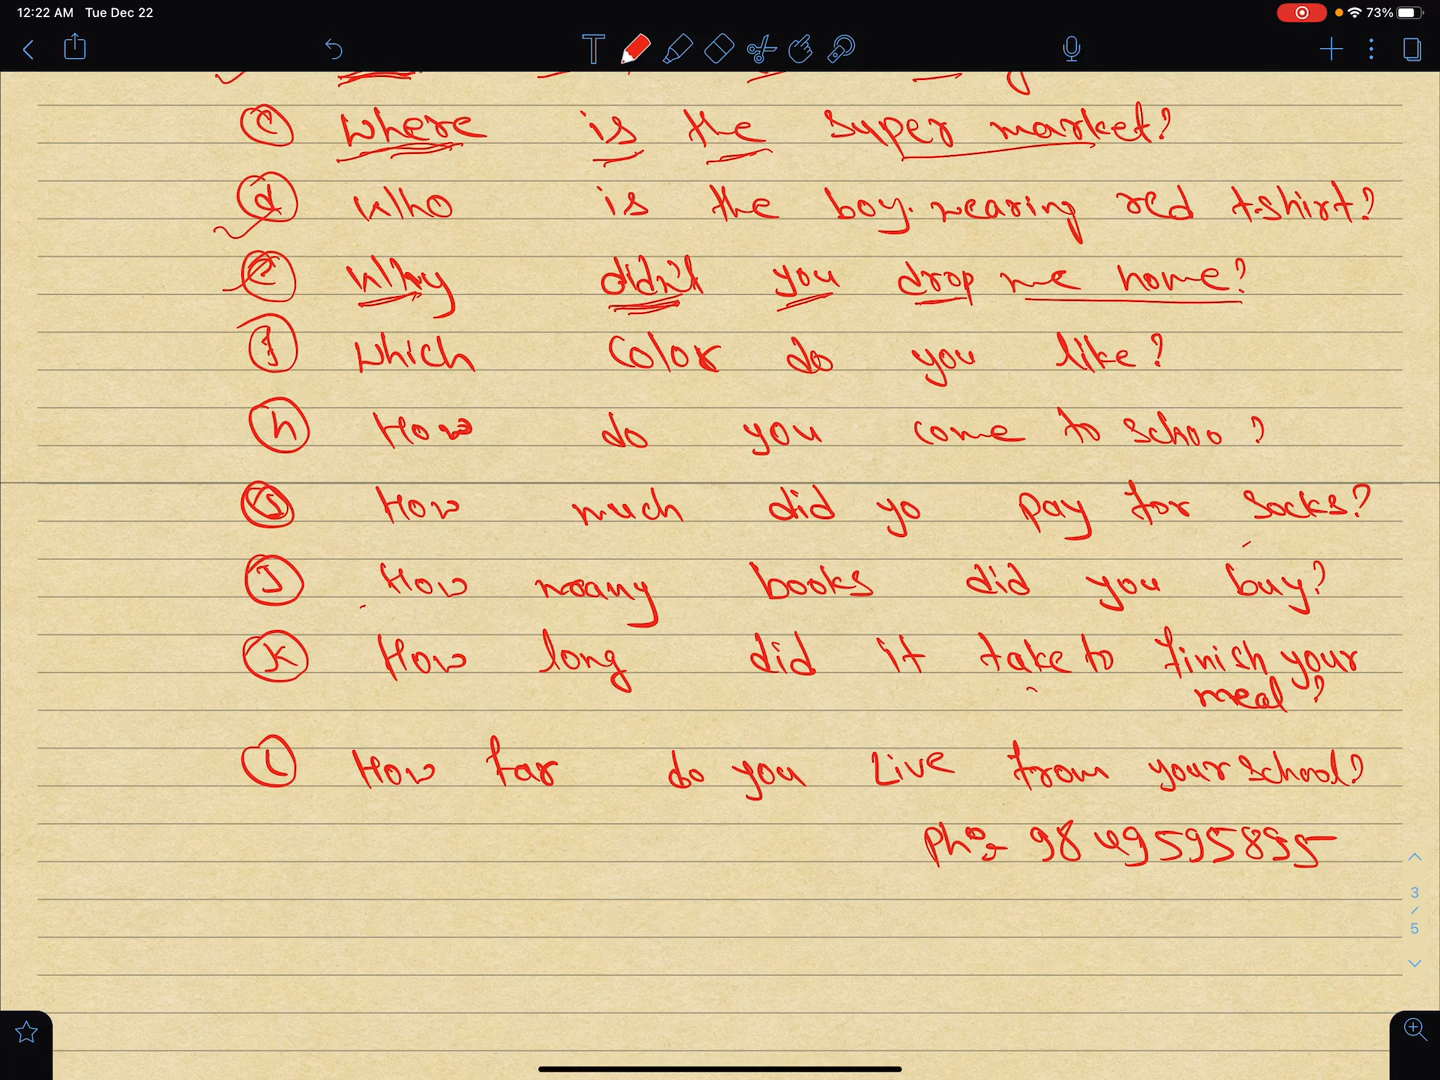 12:22 AM Tue Dec 22 73%
T
C where is the super market?
d who is the boy. wearing red t-shirt?
e why didn't you drop me home?
which color do you like?
h How do you come to schoo?
How much did yo pay for socks?
J How many books did you buy?
K How long did it take to finish your
meal?
L How far do you Live from your school?
3
/
5